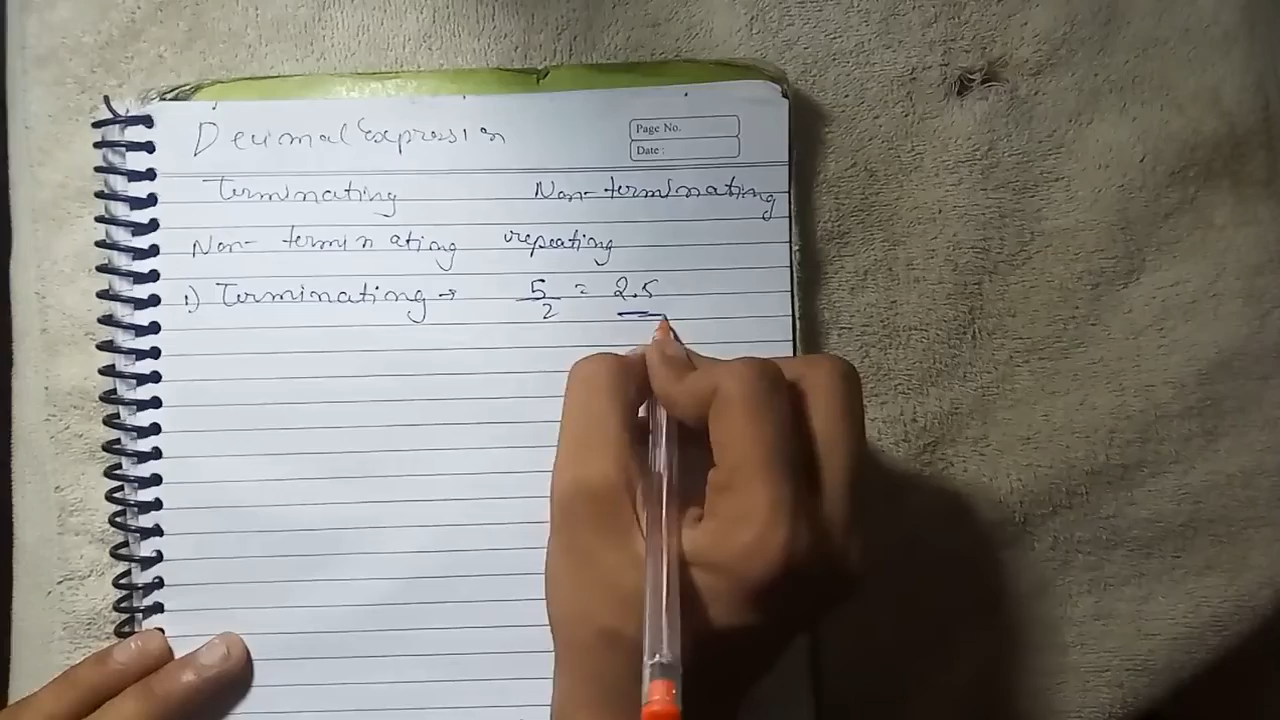 Decimal Expression
Page No.
Date :
Terminating Non-terminating
Non-terminating repeating
1) Terminating → 5/2 = 2.5